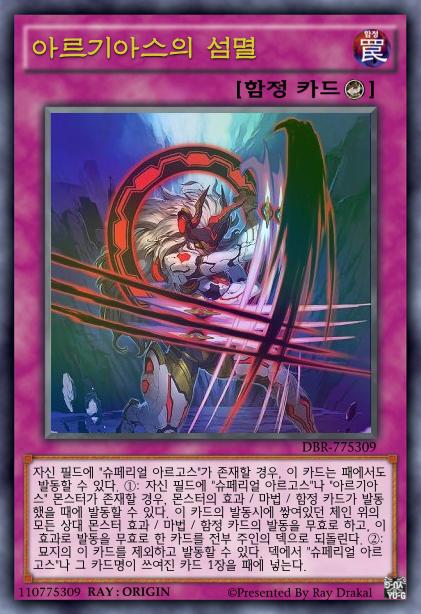 아르기아스의 섬멸
함정
罠
[함정 카드]
DBR-775309
자신 필드에 "슈페리얼 아르고스"가 존재할 경우, 이 카드는 패에서도
발동할 수 있다. ①: 자신 필드에 "슈페리얼 아르고스"나 "아르기아
스" 몬스터가 존재할 경우, 몬스터의 효과 / 마법 / 함정 카드가 발동
했을 때에 발동할 수 있다. 이 카드의 발동시에 쌓여있던 체인 위의
모든 상대 몬스터 효과 / 마법 / 함정 카드의 발동을 무효로 하고, 이
효과로 발동을 무효로 한 카드를 전부 주인의 덱으로 되돌린다. ②:
묘지의 이 카드를 제외하고 발동할 수 있다. 덱에서 "슈페리얼 아르
고스"나 그 카드명이 쓰여진 카드 1장을 패에 넣는다.
110775309 RAY : ORIGIN ©Presented By Ray Drakal